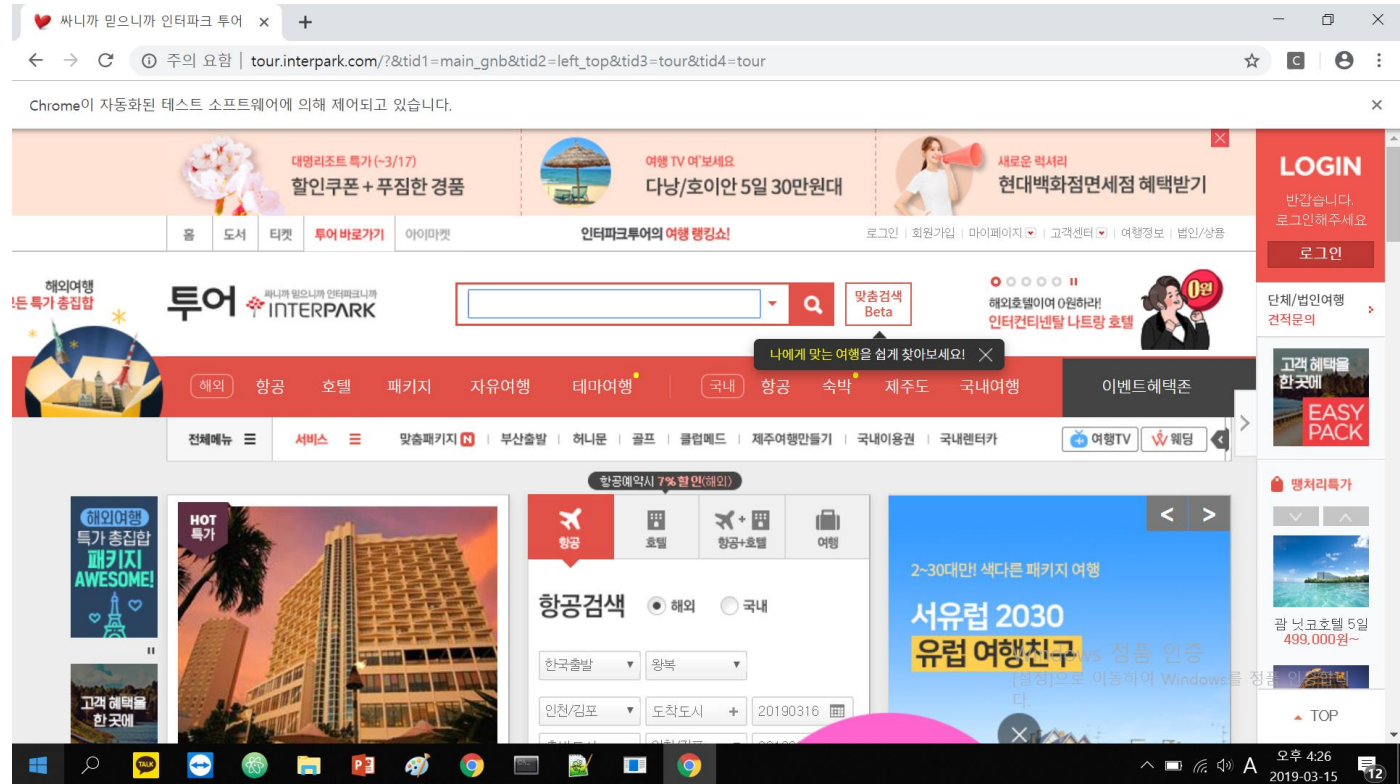 싸니까 믿으니까 인터파크 투어
주의 요함 | tour.interpark.com/?&tid1=main_gnb&tid2=left_top&tid3=tour&tid4=tour
C
Chrome이 자동화된 테스트 소프트웨어에 의해 제어되고 있습니다.
대명리조트 특가 (~3/17)
할인쿠폰 + 푸짐한 경품
여행 TV 여'보세요
다낭/호이안 5일 30만원대
새로운 럭셔리
현대백화점면세점 혜택받기
LOGIN
반갑습니다.
로그인해주세요
로그인
홈 도서 티켓 투어 바로가기 아이마켓
인터파크투어의 여행 랭킹쇼!
로그인 | 회원가입 | 마이페이지 | 고객센터 | 여행정보 | 법인/상용
해외여행
든 특가 총집합
투어
싸니까 믿으니까 인터파크니까
INTERPARK
맞춤검색
Beta
해외호텔이여 0원하라!
인터컨티넨탈 나트랑 호텔
0원
단체/법인여행
견적문의
나에게 맞는 여행을 쉽게 찾아보세요!
해외 항공 호텔 패키지 자유여행 테마여행 국내 항공 숙박 제주도 국내여행 이벤트혜택존
고객 혜택을
한 곳에
EASY
PACK
전체메뉴 서비스 맞춤패키지 N | 부산출발 | 허니문 | 골프 | 클럽메드 | 제주여행만들기 | 국내이용권 | 국내렌터카
여행TV 웨딩
항공예약시 7% 할인(해외)
해외여행
특가 총집합
패키지
AWESOME!
고객 혜택을
한 곳에
HOT
특가
항공 호텔 항공+호텔 여행
항공검색 해외 국내
한국출발 왕복
인천/김포 도착도시 + 20190316
2~30대만! 색다른 패키지 여행
서유럽 2030
유럽 여행친구
Windows 정품 인증
[설정]으로 이동하여 Windows를 정품 인증합니
다.
땡처리특가
괌 닛코호텔 5일
499,000원~
TOP
TALK
A
오후 4:26
2019-03-15
12